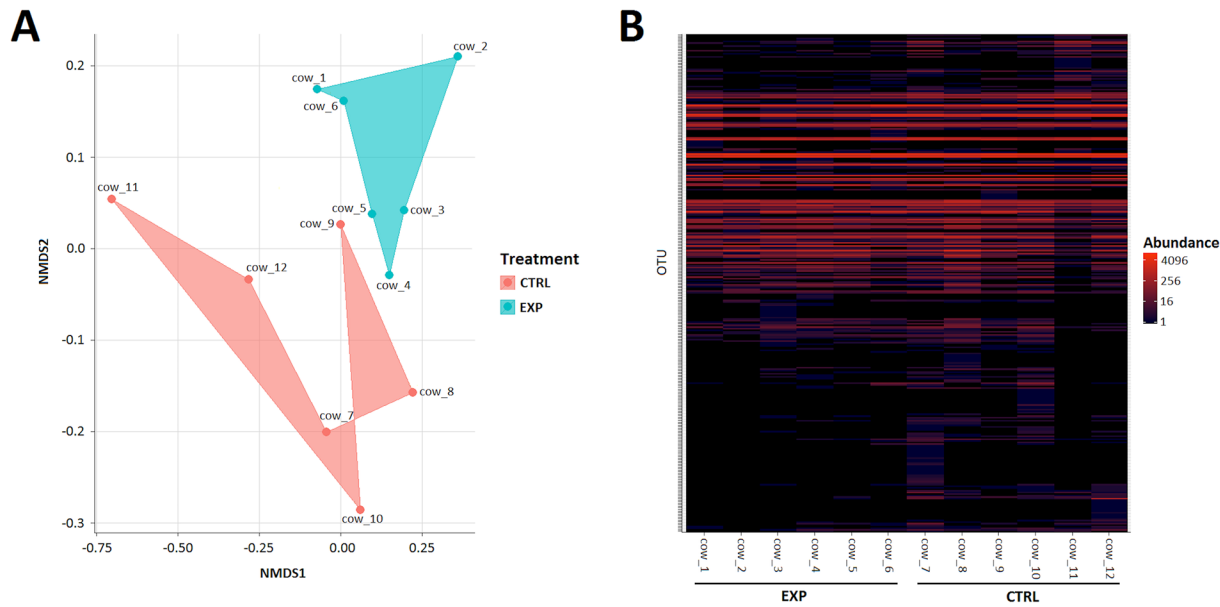 A
cow_2
cow_1
cow_6
cow_11
cow_5
cow_3
cow_9
cow_12
cow_4
cow_8
cow_7
cow_10
0.2
0.1
0.0
-0.1
-0.2
-0.3
NMDS2
-0.75
-0.50
-0.25
0.00
0.25
NMDS1
Treatment
CTRL
EXP
B
OTU
cow_1
cow_2
cow_3
cow_4
cow_5
cow_6
cow_7
cow_8
cow_9
cow_10
cow_11
cow_12
EXP
CTRL
Abundance
4096
256
16
1